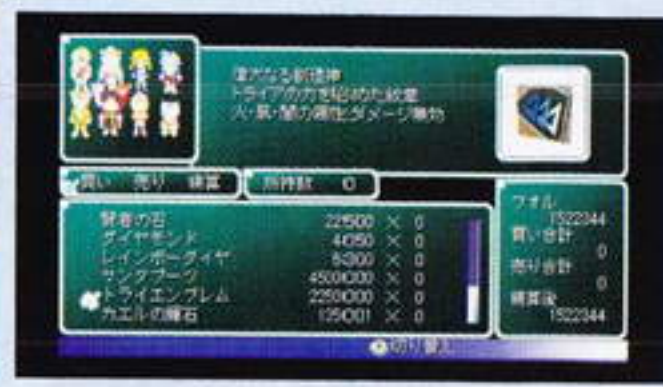 偉大なる創造神
トライアの力を秘めた紋章
火・風・闇の属性ダメージ無効
買い 売り 精算
所持数 0
賢者の石 22500 × 0
ダイヤモンド 4050 × 0
レインボーダイヤ 6300 × 0
サンタブーツ 4500000 × 0
トライエンブレム 2250000 × 0
カエルの輝石 135001 × 0
フォル
1522344
買い合計
0
売り合計
0
精算後
1522344
切り替え